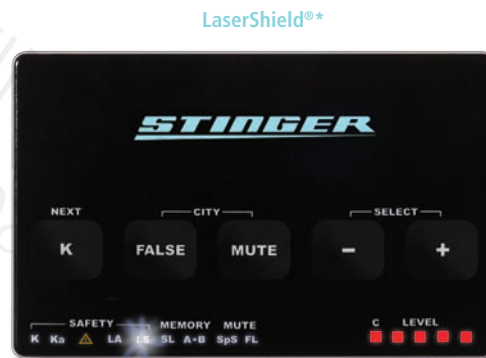 LaserShield®*
STINGER
NEXT CITY SELECT
K FALSE MUTE - +
SAFETY MEMORY MUTE C LEVEL
K Ka LA LS SL A+B SpS FL